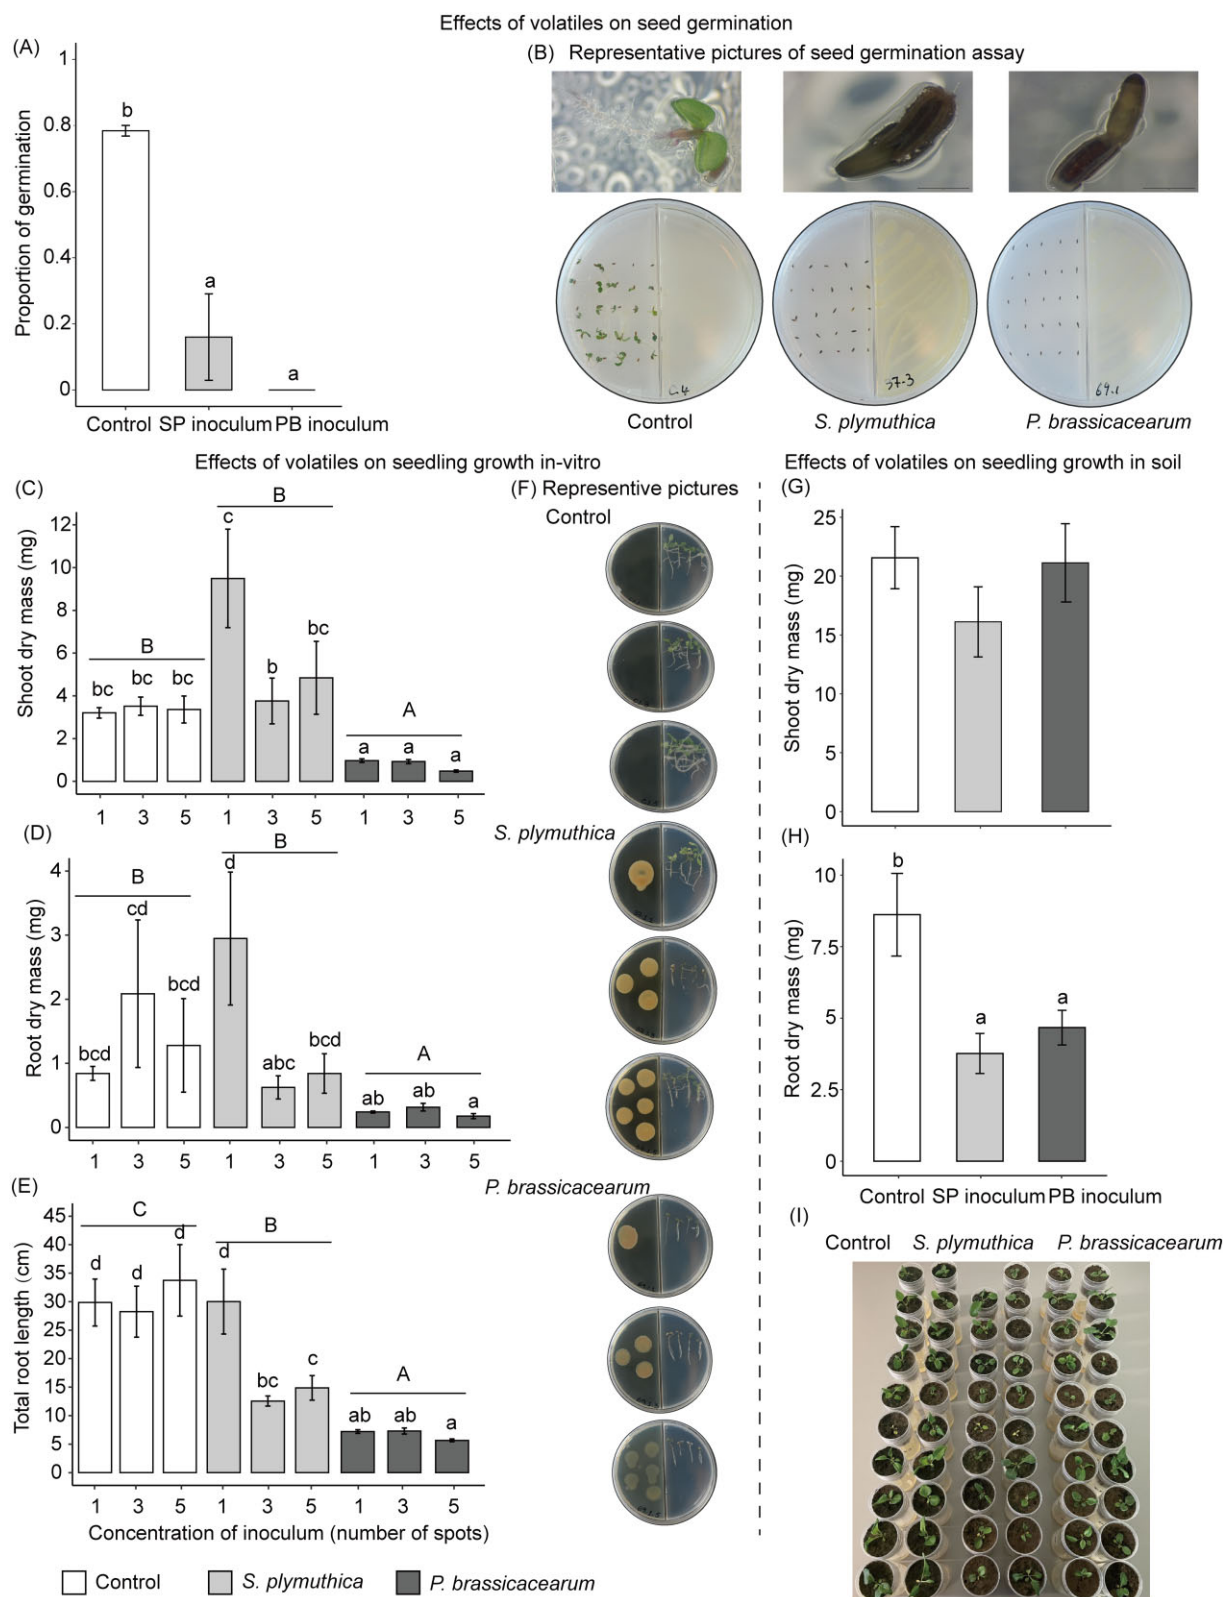 Effects of volatiles on seed germination
(A)
(B) Representative pictures of seed germination assay
Proportion of germination
1
0.8
0.6
0.4
0.2
0
b
a
a
Control SP inoculum PB inoculum
C.4
57-3
69.1
Control
S. plymuthica
P. brassicacearum
Effects of volatiles on seedling growth in-vitro
(C)
Shoot dry mass (mg)
12
10
8
6
4
2
0
B
B
A
bc bc bc c b bc a a a
1 3 5 1 3 5 1 3 5
(D)
Root dry mass (mg)
4
3
2
1
0
B
B
A
bcd cd bcd d abc bcd ab ab a
1 3 5 1 3 5 1 3 5
(E)
Total root length (cm)
45
40
35
30
25
20
15
10
5
0
C
B
A
d d d d bc c ab ab a
1 3 5 1 3 5 1 3 5
Concentration of inoculum (number of spots)
Control
S. plymuthica
P. brassicacearum
(F) Representive pictures
Control
S. plymuthica
P. brassicacearum
Effects of volatiles on seedling growth in soil
(G)
Shoot dry mass (mg)
25
20
15
10
5
0
(H)
Root dry mass (mg)
10
7.5
5
2.5
0
b
a
a
Control SP inoculum PB inoculum
(I)
Control S. plymuthica P. brassicacearum